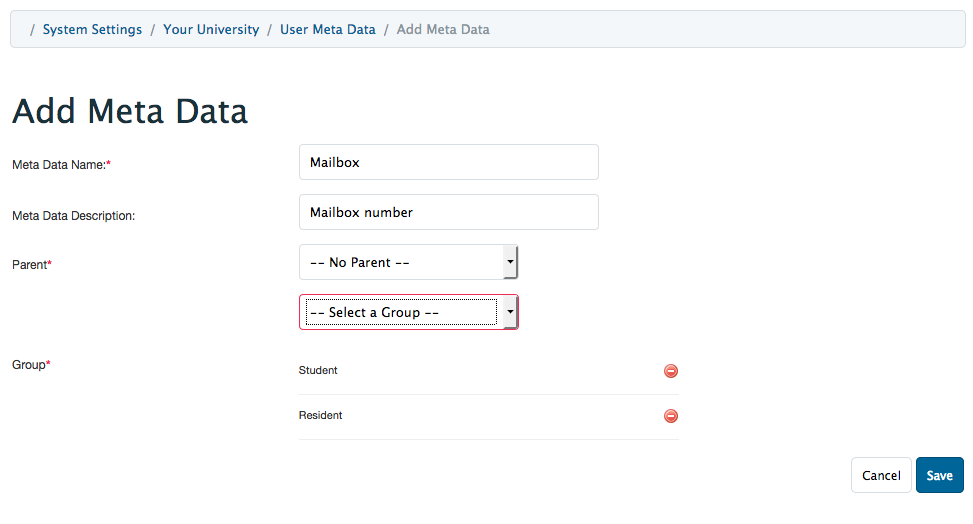 / System Settings / Your University / User Meta Data / Add Meta Data
Add Meta Data
Meta Data Name:* Mailbox
Meta Data Description: Mailbox number
Parent* -- No Parent --
-- Select a Group --
Group* Student
Resident
Cancel Save